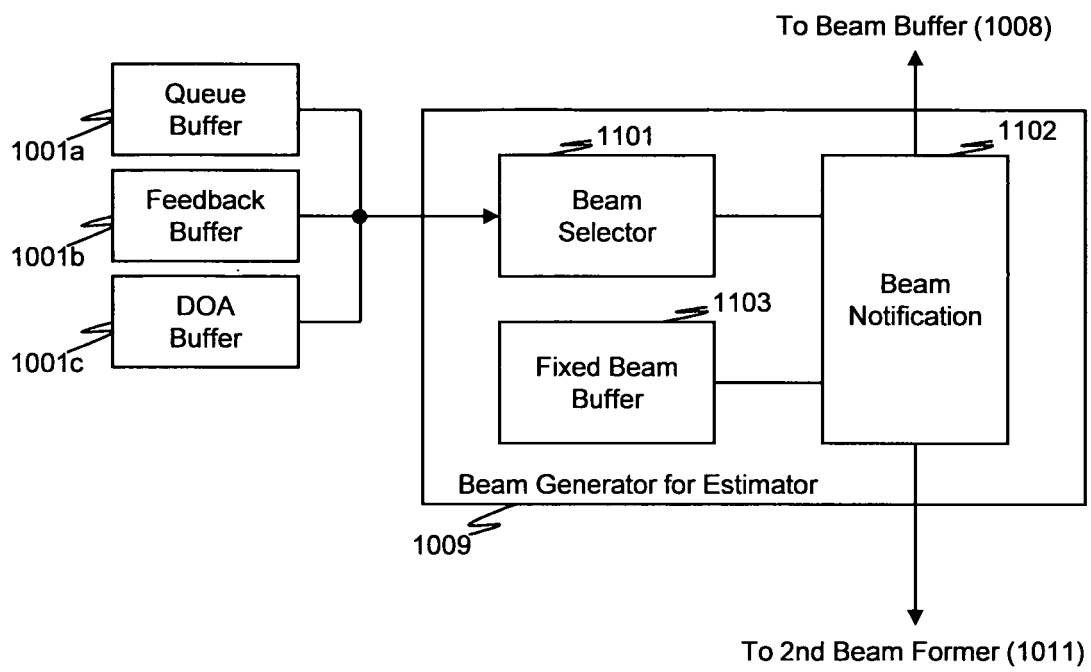 To Beam Buffer (1008)
Queue
Buffer
1001a
Feedback
Buffer
1001b
DOA
Buffer
1001c
1101
Beam
Selector
1102
Beam
Notification
1103
Fixed Beam
Buffer
Beam Generator for Estimator
1009
To 2nd Beam Former (1011)